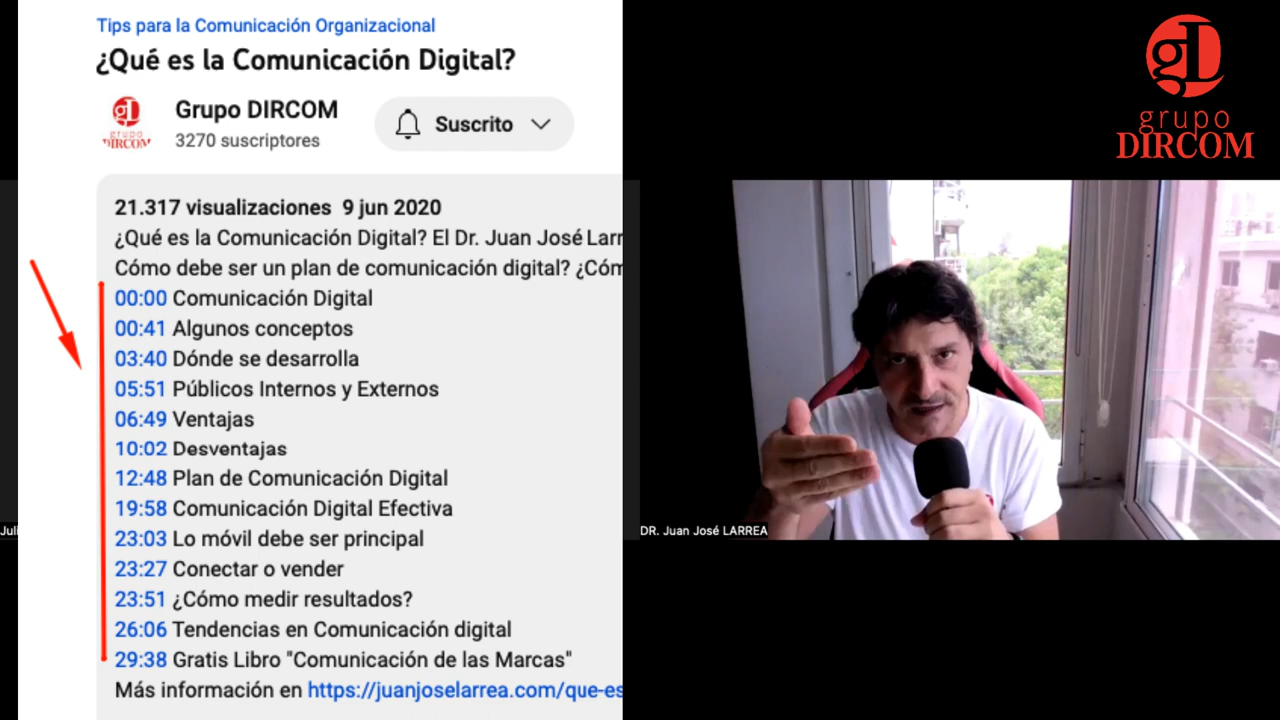 Tips para la Comunicación Organizacional
¿Qué es la Comunicación Digital?
gD
grupo
DIRCOM
Grupo DIRCOM
3270 suscriptores
Suscrito
21.317 visualizaciones 9 jun 2020
¿Qué es la Comunicación Digital? El Dr. Juan José Larr
Cómo debe ser un plan de comunicación digital? ¿Cóm
00:00 Comunicación Digital
00:41 Algunos conceptos
03:40 Dónde se desarrolla
05:51 Públicos Internos y Externos
06:49 Ventajas
10:02 Desventajas
12:48 Plan de Comunicación Digital
19:58 Comunicación Digital Efectiva
23:03 Lo móvil debe ser principal
23:27 Conectar o vender
23:51 ¿Cómo medir resultados?
26:06 Tendencias en Comunicación digital
29:38 Gratis Libro "Comunicación de las Marcas"
Más información en https://juanjoselarrea.com/que-es
Juli
gD
grupo
DIRCOM
DR. Juan José LARREA